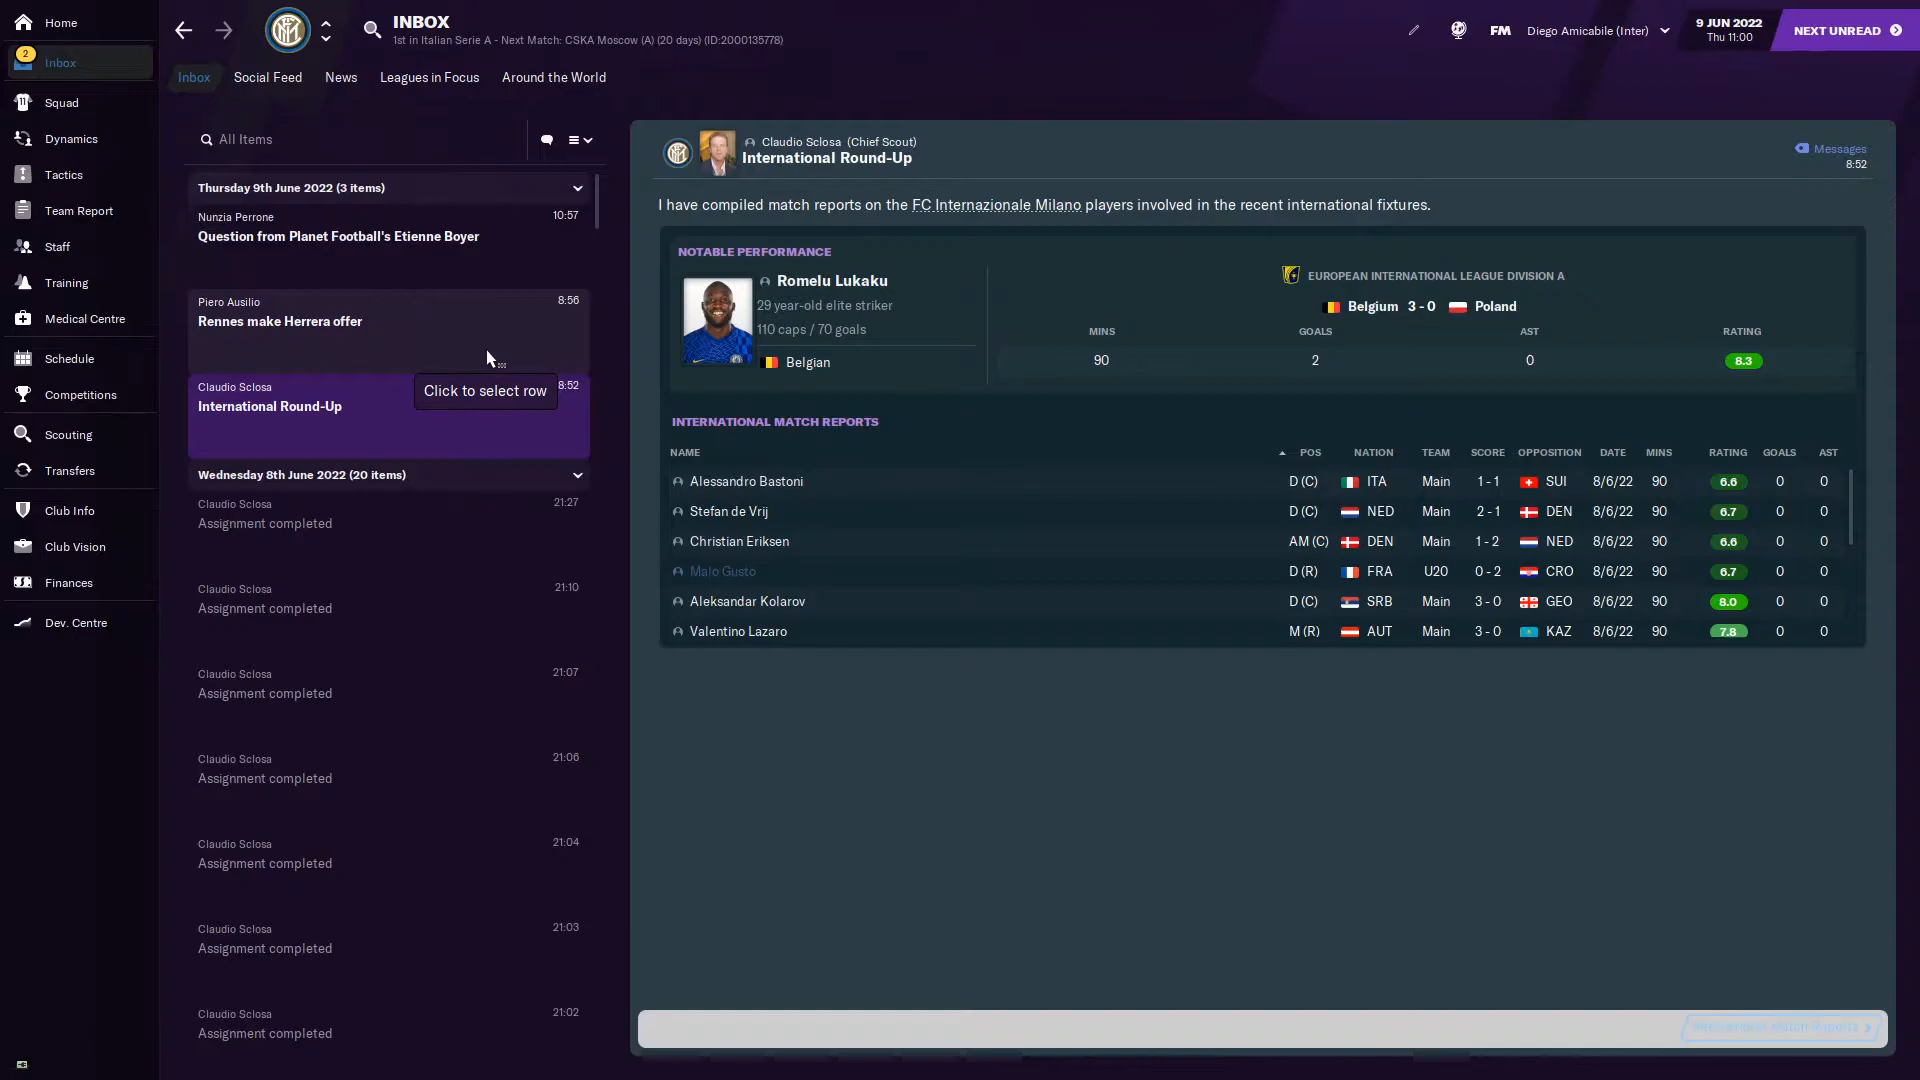 Home
2
Inbox
Squad
Dynamics
Tactics
Team Report
Staff
Training
Medical Centre
Schedule
Competitions
Scouting
Transfers
Club Info
Club Vision
Finances
Dev. Centre
INBOX
1st in Italian Serie A - Next Match: CSKA Moscow (A) (20 days) (ID:2000135778)
FM
Diego Amicabile (Inter)
9 JUN 2022
Thu 11:00
NEXT UNREAD
Inbox Social Feed News Leagues in Focus Around the World
All Items
Thursday 9th June 2022 (3 items)
Nunzia Perrone 10:57
Question from Planet Football's Etienne Boyer
Piero Ausilio 8:56
Rennes make Herrera offer
Claudio Sclosa 8:52
International Round-Up
Click to select row
Wednesday 8th June 2022 (20 items)
Claudio Sclosa 21:27
Assignment completed
Claudio Sclosa 21:10
Assignment completed
Claudio Sclosa 21:07
Assignment completed
Claudio Sclosa 21:06
Assignment completed
Claudio Sclosa 21:04
Assignment completed
Claudio Sclosa 21:03
Assignment completed
Claudio Sclosa 21:02
Assignment completed
Claudio Sclosa (Chief Scout)
International Round-Up
Messages
8:52
I have compiled match reports on the FC Internazionale Milano players involved in the recent international fixtures.
NOTABLE PERFORMANCE
Romelu Lukaku
29 year-old elite striker
110 caps / 70 goals
Belgian
EUROPEAN INTERNATIONAL LEAGUE DIVISION A
Belgium 3 - 0 Poland
MINS GOALS AST RATING
90 2 0 8.3
INTERNATIONAL MATCH REPORTS
NAME POS NATION TEAM SCORE OPPOSITION DATE MINS RATING GOALS AST
Alessandro Bastoni D (C) ITA Main 1 - 1 SUI 8/6/22 90 6.6 0 0
Stefan de Vrij D (C) NED Main 2 - 1 DEN 8/6/22 90 6.7 0 0
Christian Eriksen AM (C) DEN Main 1 - 2 NED 8/6/22 90 6.6 0 0
Malo Gusto D (R) FRA U20 0 - 2 CRO 8/6/22 90 6.7 0 0
Aleksandar Kolarov D (C) SRB Main 3 - 0 GEO 8/6/22 90 8.0 0 0
Valentino Lazaro M (R) AUT Main 3 - 0 KAZ 8/6/22 90 7.8 0 0